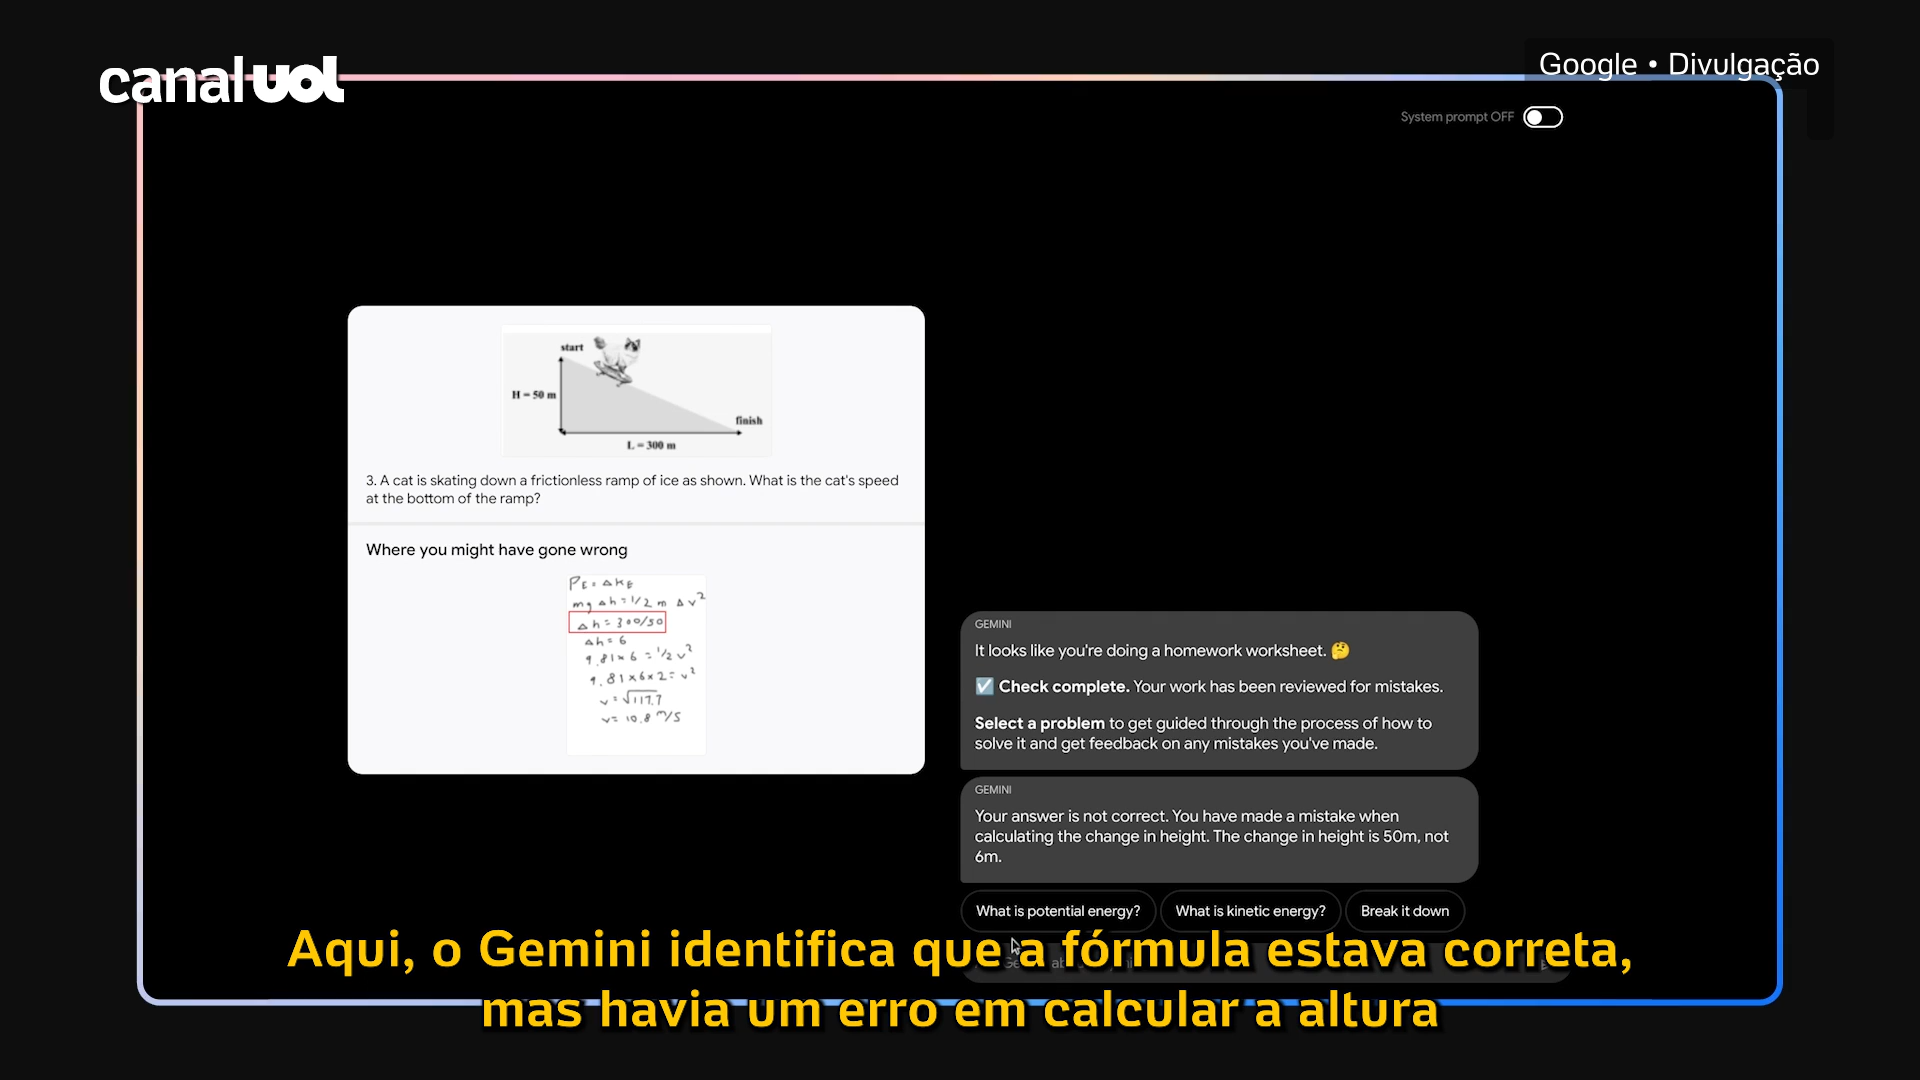 canal UOL
Google • Divulgação
System prompt OFF
start
H = 50 m
finish
L = 300 m
3. A cat is skating down a frictionless ramp of ice as shown. What is the cat's speed
at the bottom of the ramp?
Where you might have gone wrong
PE = ΔKE
mg Δh = 1/2 m Δv²
Δh = 300/50
Δh = 6
9.81 x 6 = 1/2 v²
9.81 x 6 x 2 = v²
v = √117.7
v = 10.8 m/s
GEMINI
It looks like you're doing a homework worksheet. 🤔
☑️ Check complete. Your work has been reviewed for mistakes.
Select a problem to get guided through the process of how to
solve it and get feedback on any mistakes you've made.
GEMINI
Your answer is not correct. You have made a mistake when
calculating the change in height. The change in height is 50m, not
6m.
What is potential energy? What is kinetic energy? Break it down
Aqui, o Gemini identifica que a fórmula estava correta,
mas havia um erro em calcular a altura